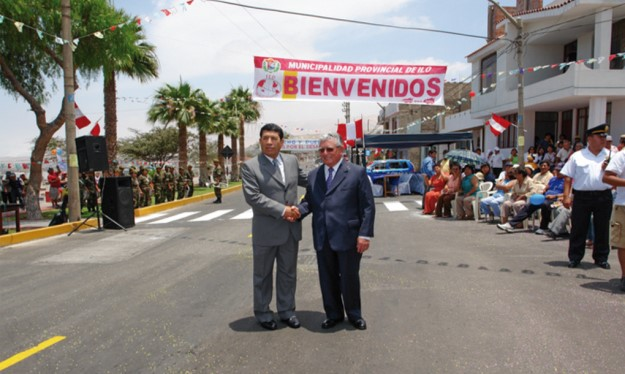 MUNICIPALIDAD PROVINCIAL DE ILO
BIENVENIDOS